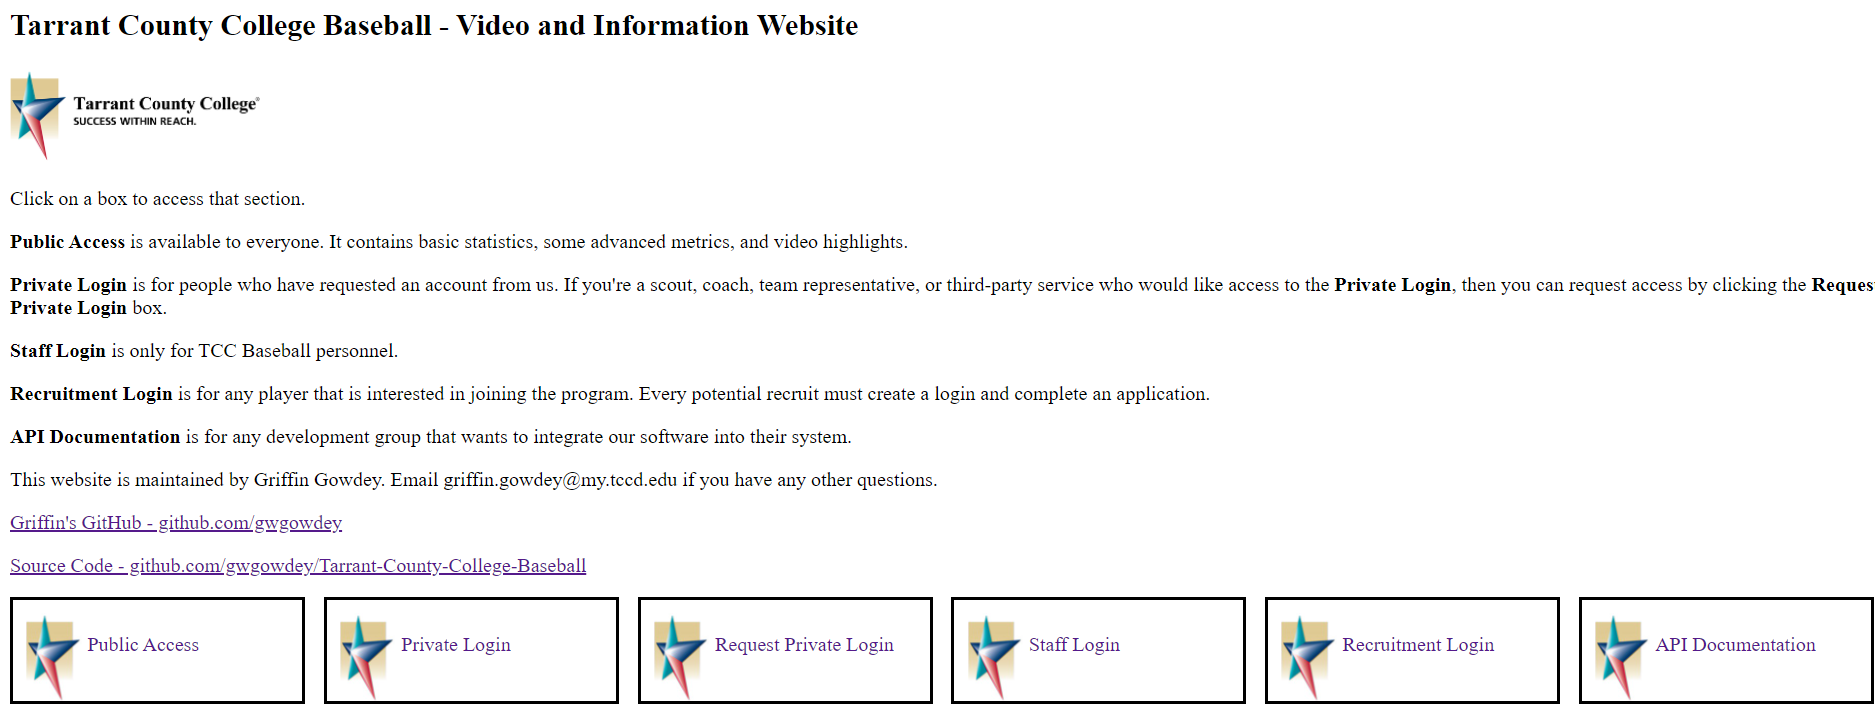 Tarrant County College Baseball - Video and Information Website
Tarrant County College®
SUCCESS WITHIN REACH.
Click on a box to access that section.
Public Access is available to everyone. It contains basic statistics, some advanced metrics, and video highlights.
Private Login is for people who have requested an account from us. If you're a scout, coach, team representative, or third-party service who would like access to the Private Login, then you can request access by clicking the Reques
Private Login box.
Staff Login is only for TCC Baseball personnel.
Recruitment Login is for any player that is interested in joining the program. Every potential recruit must create a login and complete an application.
API Documentation is for any development group that wants to integrate our software into their system.
This website is maintained by Griffin Gowdey. Email griffin.gowdey@my.tccd.edu if you have any other questions.
Griffin's GitHub - github.com/gwgowdey
Source Code - github.com/gwgowdey/Tarrant-County-College-Baseball
Public Access
Private Login
Request Private Login
Staff Login
Recruitment Login
API Documentation